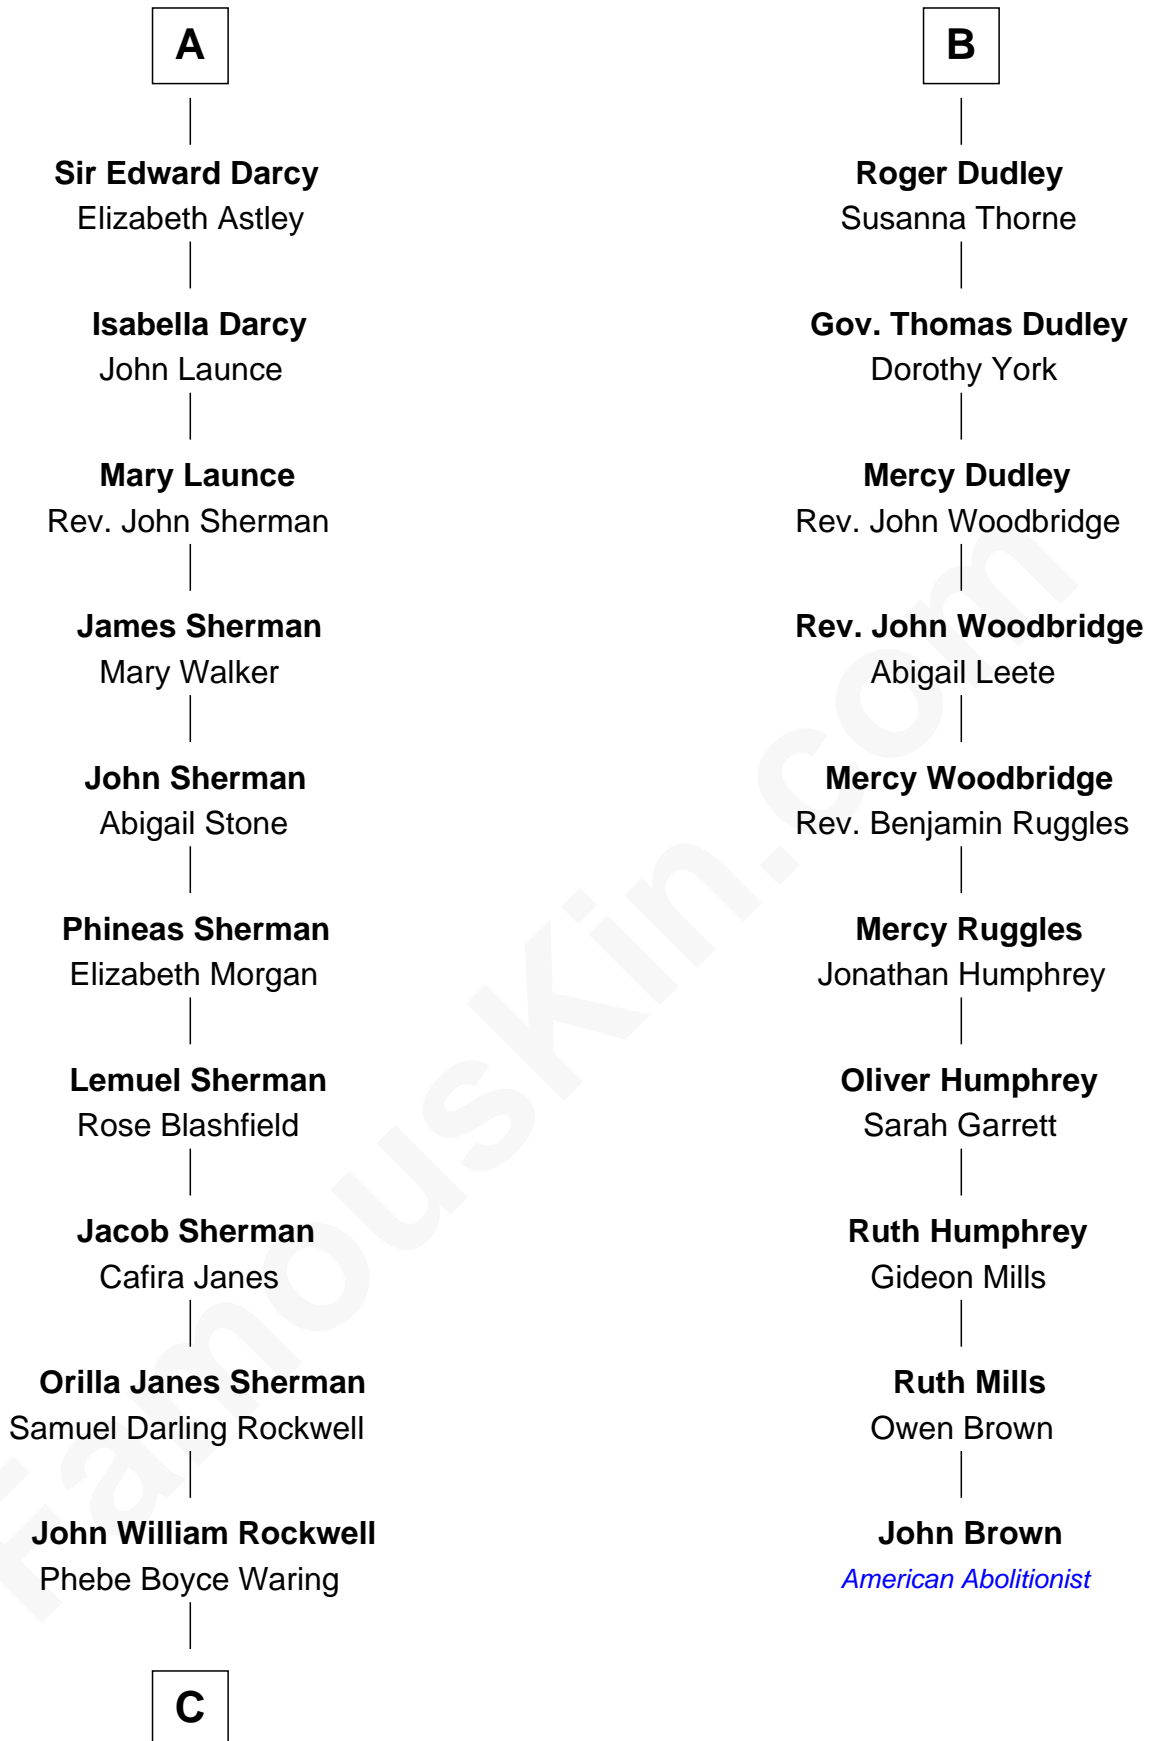 A
Sir Edward Darcy
Elizabeth Astley
Isabella Darcy
John Launce
Mary Launce
Rev. John Sherman
James Sherman
Mary Walker
John Sherman
Abigail Stone
Phineas Sherman
Elizabeth Morgan
Lemuel Sherman
Rose Blashfield
Jacob Sherman
Cafira Janes
Orilla Janes Sherman
Samuel Darling Rockwell
John William Rockwell
Phebe Boyce Waring
C
B
Roger Dudley
Susanna Thorne
Gov. Thomas Dudley
Dorothy York
Mercy Dudley
Rev. John Woodbridge
Rev. John Woodbridge
Abigail Leete
Mercy Woodbridge
Rev. Benjamin Ruggles
Mercy Ruggles
Jonathan Humphrey
Oliver Humphrey
Sarah Garrett
Ruth Humphrey
Gideon Mills
Ruth Mills
Owen Brown
John Brown
American Abolitionist
FamousKin.com